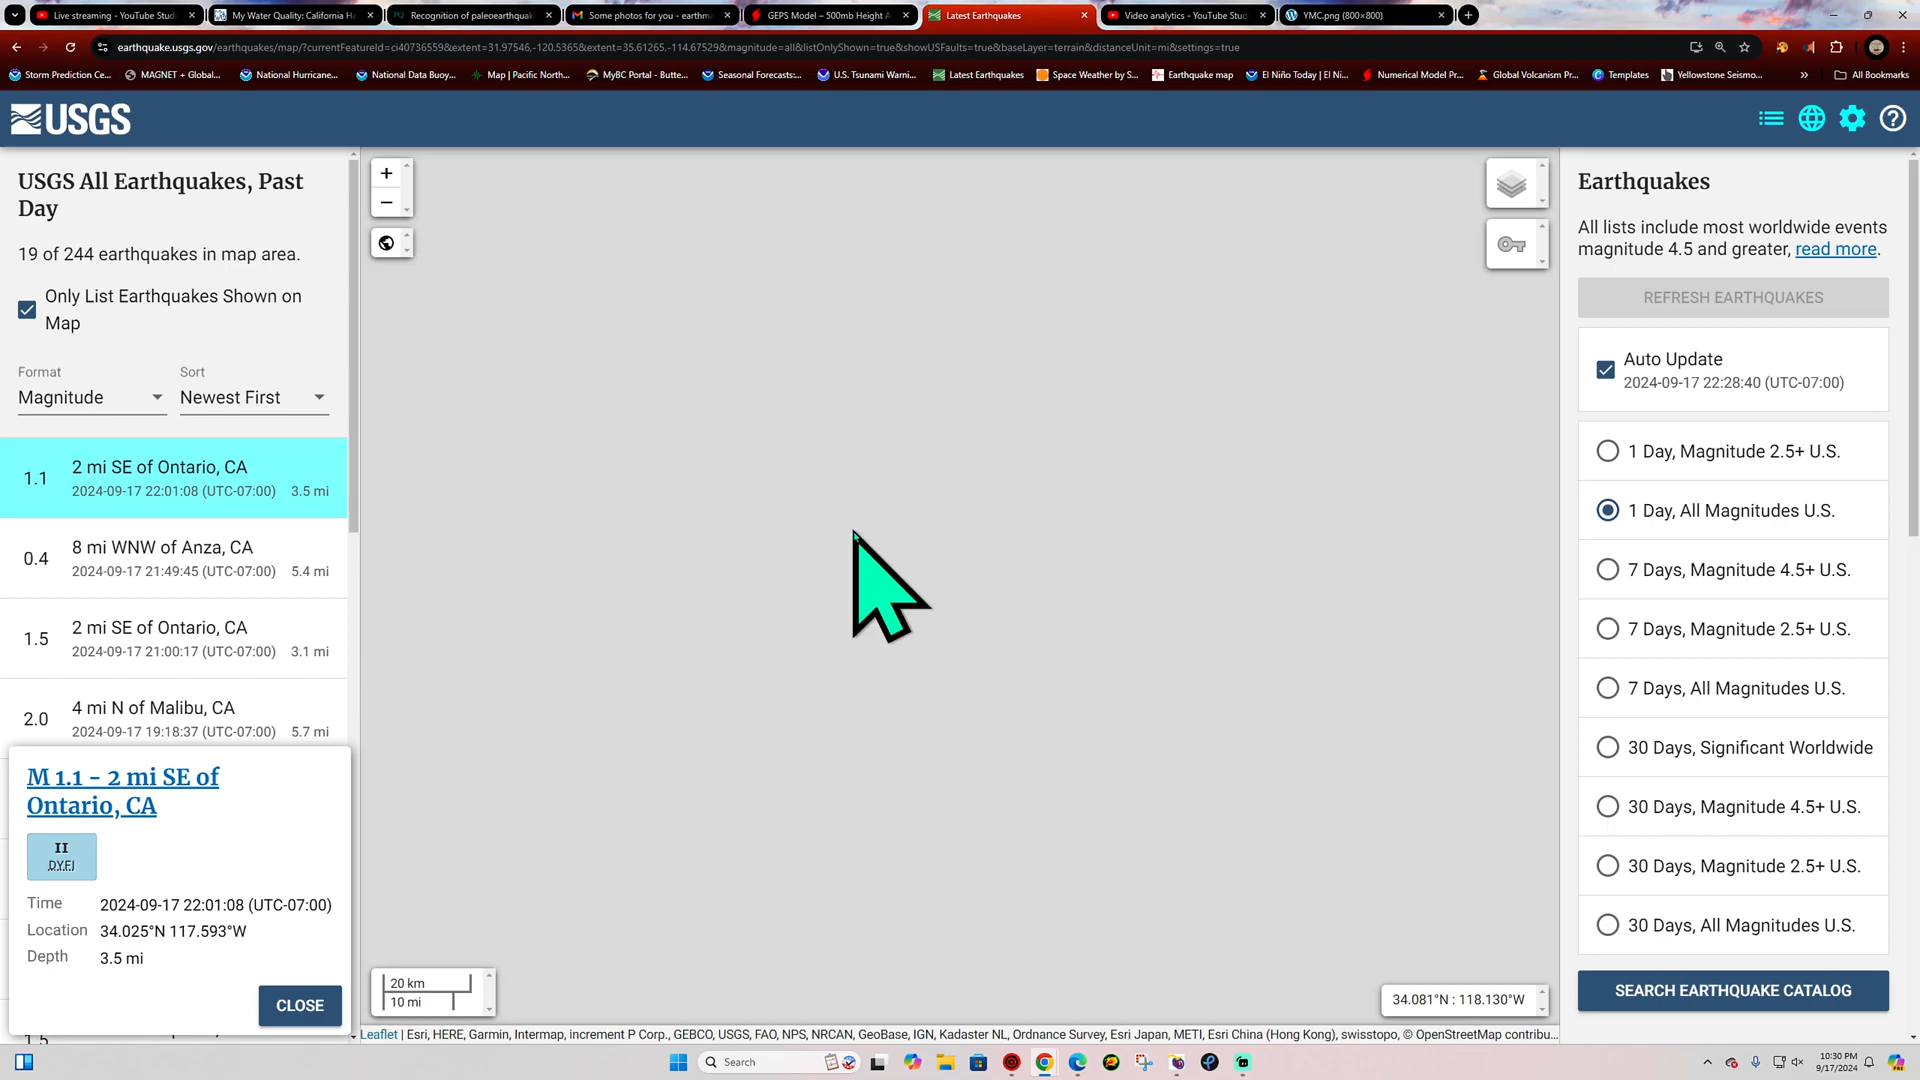 Live streaming - YouTube Studi
My Water Quality: California Ha
Recognition of paleoearthquak
Some photos for you - earthma
GEPS Model – 500mb Height A
Latest Earthquakes
Video analytics - YouTube Stud
YMC.png (800×800)
earthquake.usgs.gov/earthquakes/map/?currentFeatureId=ci40736559&extent=31.97546,-120.5365&extent=35.61265,-114.67529&magnitude=all&listOnlyShown=true&showUSFaults=true&baseLayer=terrain&distanceUnit=mi&settings=true
Storm Prediction Ce...
MAGNET + Global...
National Hurricane...
National Data Buoy...
Map | Pacific North...
MyBC Portal - Butte...
Seasonal Forecasts:...
U.S. Tsunami Warni...
Latest Earthquakes
Space Weather by S...
Earthquake map
El Niño Today | El Ni...
Numerical Model Pr...
Global Volcanism Pr...
Templates
Yellowstone Seismo...
All Bookmarks
USGS
USGS All Earthquakes, Past
Day
19 of 244 earthquakes in map area.
Only List Earthquakes Shown on
Map
Format
Sort
Magnitude
Newest First
1.1
2 mi SE of Ontario, CA
2024-09-17 22:01:08 (UTC-07:00) 3.5 mi
0.4
8 mi WNW of Anza, CA
2024-09-17 21:49:45 (UTC-07:00) 5.4 mi
1.5
2 mi SE of Ontario, CA
2024-09-17 21:00:17 (UTC-07:00) 3.1 mi
2.0
4 mi N of Malibu, CA
2024-09-17 19:18:37 (UTC-07:00) 5.7 mi
M 1.1 - 2 mi SE of
Ontario, CA
II
DYFI
Time 2024-09-17 22:01:08 (UTC-07:00)
Location 34.025°N 117.593°W
Depth 3.5 mi
CLOSE
1.5
+
−
20 km
10 mi
34.081°N : 118.130°W
Leaflet | Esri, HERE, Garmin, Intermap, increment P Corp., GEBCO, USGS, FAO, NPS, NRCAN, GeoBase, IGN, Kadaster NL, Ordnance Survey, Esri Japan, METI, Esri China (Hong Kong), swisstopo, © OpenStreetMap contribu...
Earthquakes
All lists include most worldwide events
magnitude 4.5 and greater, read more.
REFRESH EARTHQUAKES
Auto Update
2024-09-17 22:28:40 (UTC-07:00)
1 Day, Magnitude 2.5+ U.S.
1 Day, All Magnitudes U.S.
7 Days, Magnitude 4.5+ U.S.
7 Days, Magnitude 2.5+ U.S.
7 Days, All Magnitudes U.S.
30 Days, Significant Worldwide
30 Days, Magnitude 4.5+ U.S.
30 Days, Magnitude 2.5+ U.S.
30 Days, All Magnitudes U.S.
SEARCH EARTHQUAKE CATALOG
Search
10:30 PM
9/17/2024